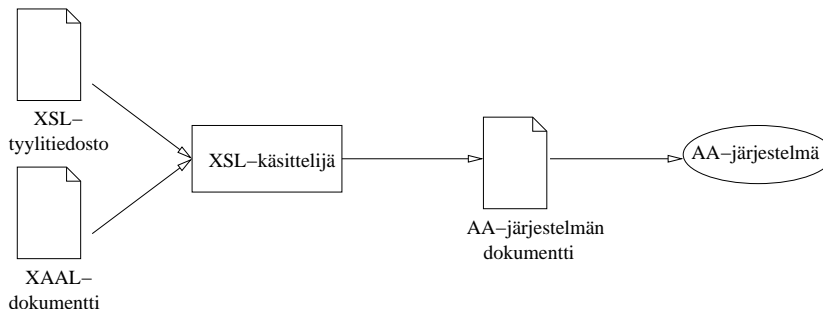 XSL–
tyylitiedosto
XAAL–
dokumentti
XSL–käsittelijä
AA–järjestelmän
dokumentti
AA–järjestelmä